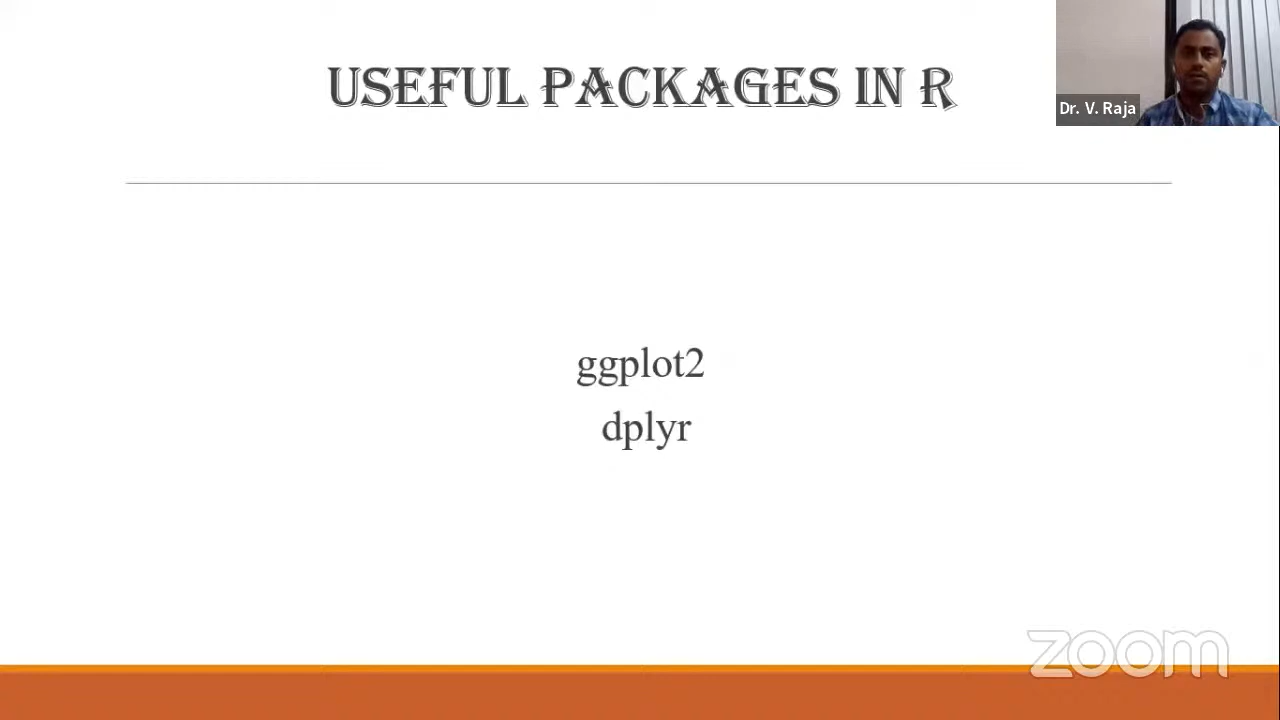 USEFUL PACKAGES IN R
Dr. V. Raja
ggplot2
dplyr
zoom